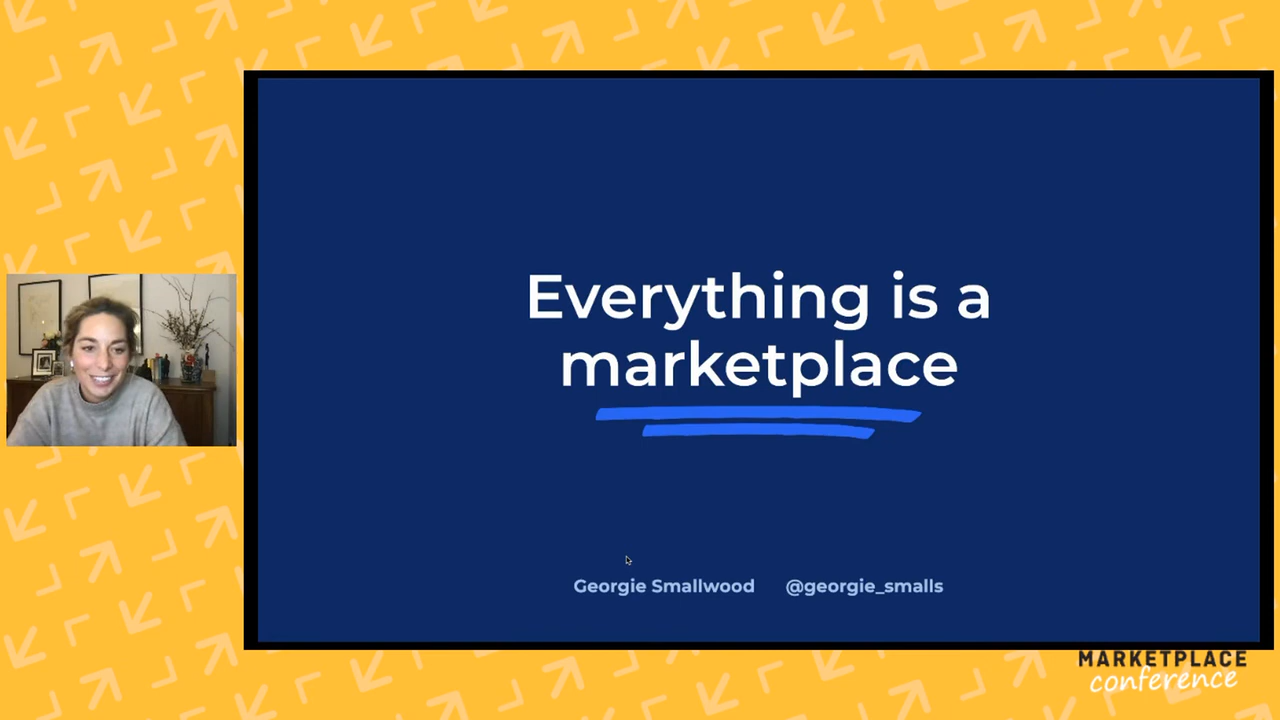 Everything is a
marketplace
Georgie Smallwood @georgie_smalls
MARKETPLACE
conference